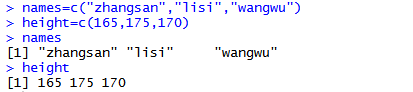 > names=c("zhangsan","lisi","wangwu")
> height=c(165,175,170)
> names
[1] "zhangsan" "lisi"     "wangwu"
> height
[1] 165 175 170